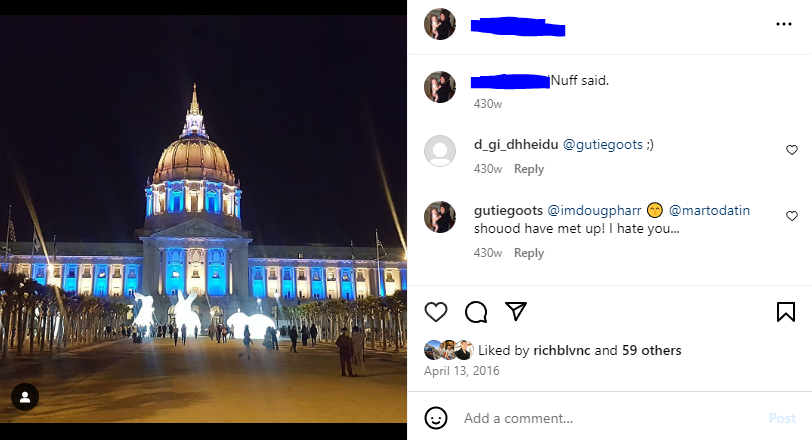 'Nuff said.
430w
d_gi_dhheidu @gutiegoots ;)
430w Reply
gutiegoots @imdougpharr 😙 @martodatin
shouod have met up! I hate you...
430w Reply
Liked by richblvnc and 59 others
April 13, 2016
Add a comment...
Post